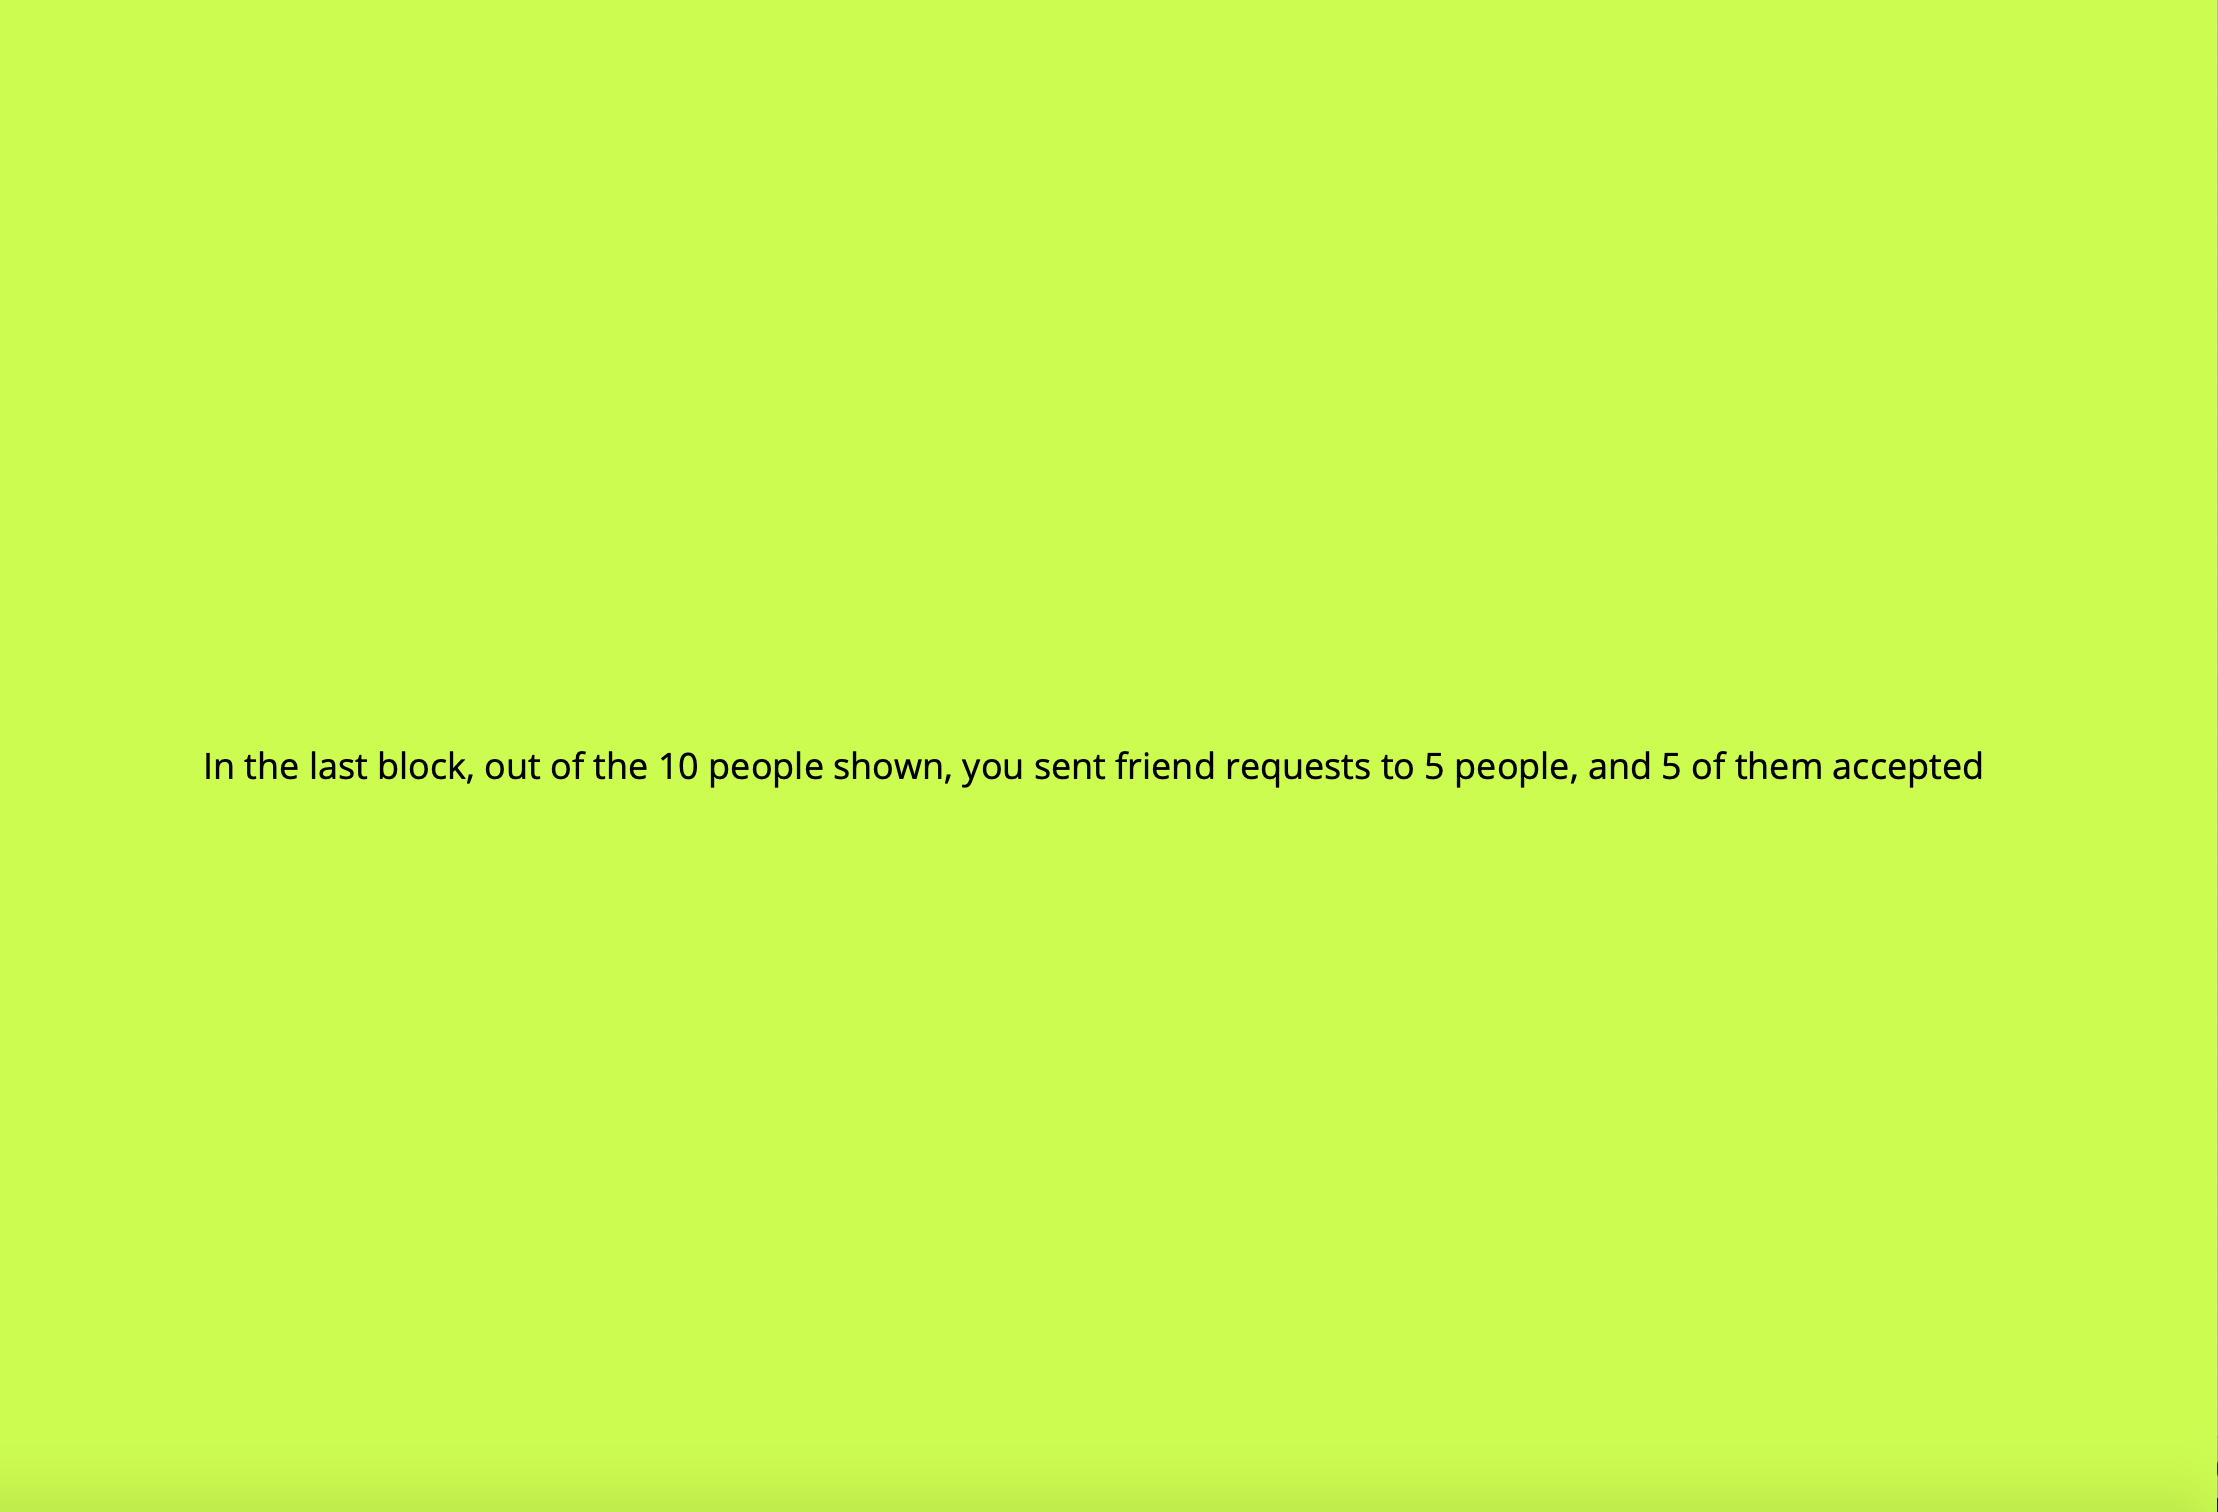 In the last block, out of the 10 people shown, you sent friend requests to 5 people, and 5 of them accepted